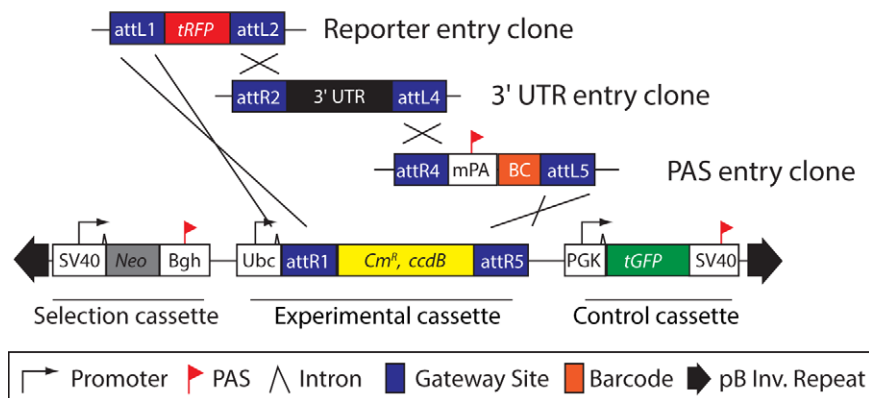 attL1 tRFP attL2 Reporter entry clone
attR2 3' UTR attL4 3' UTR entry clone
attR4 mPA BC attL5 PAS entry clone
SV40 Neo Bgh Ubc attR1 Cmᴿ, ccdB attR5 PGK tGFP SV40
Selection cassette Experimental cassette Control cassette
Promoter PAS Intron Gateway Site Barcode pB Inv. Repeat